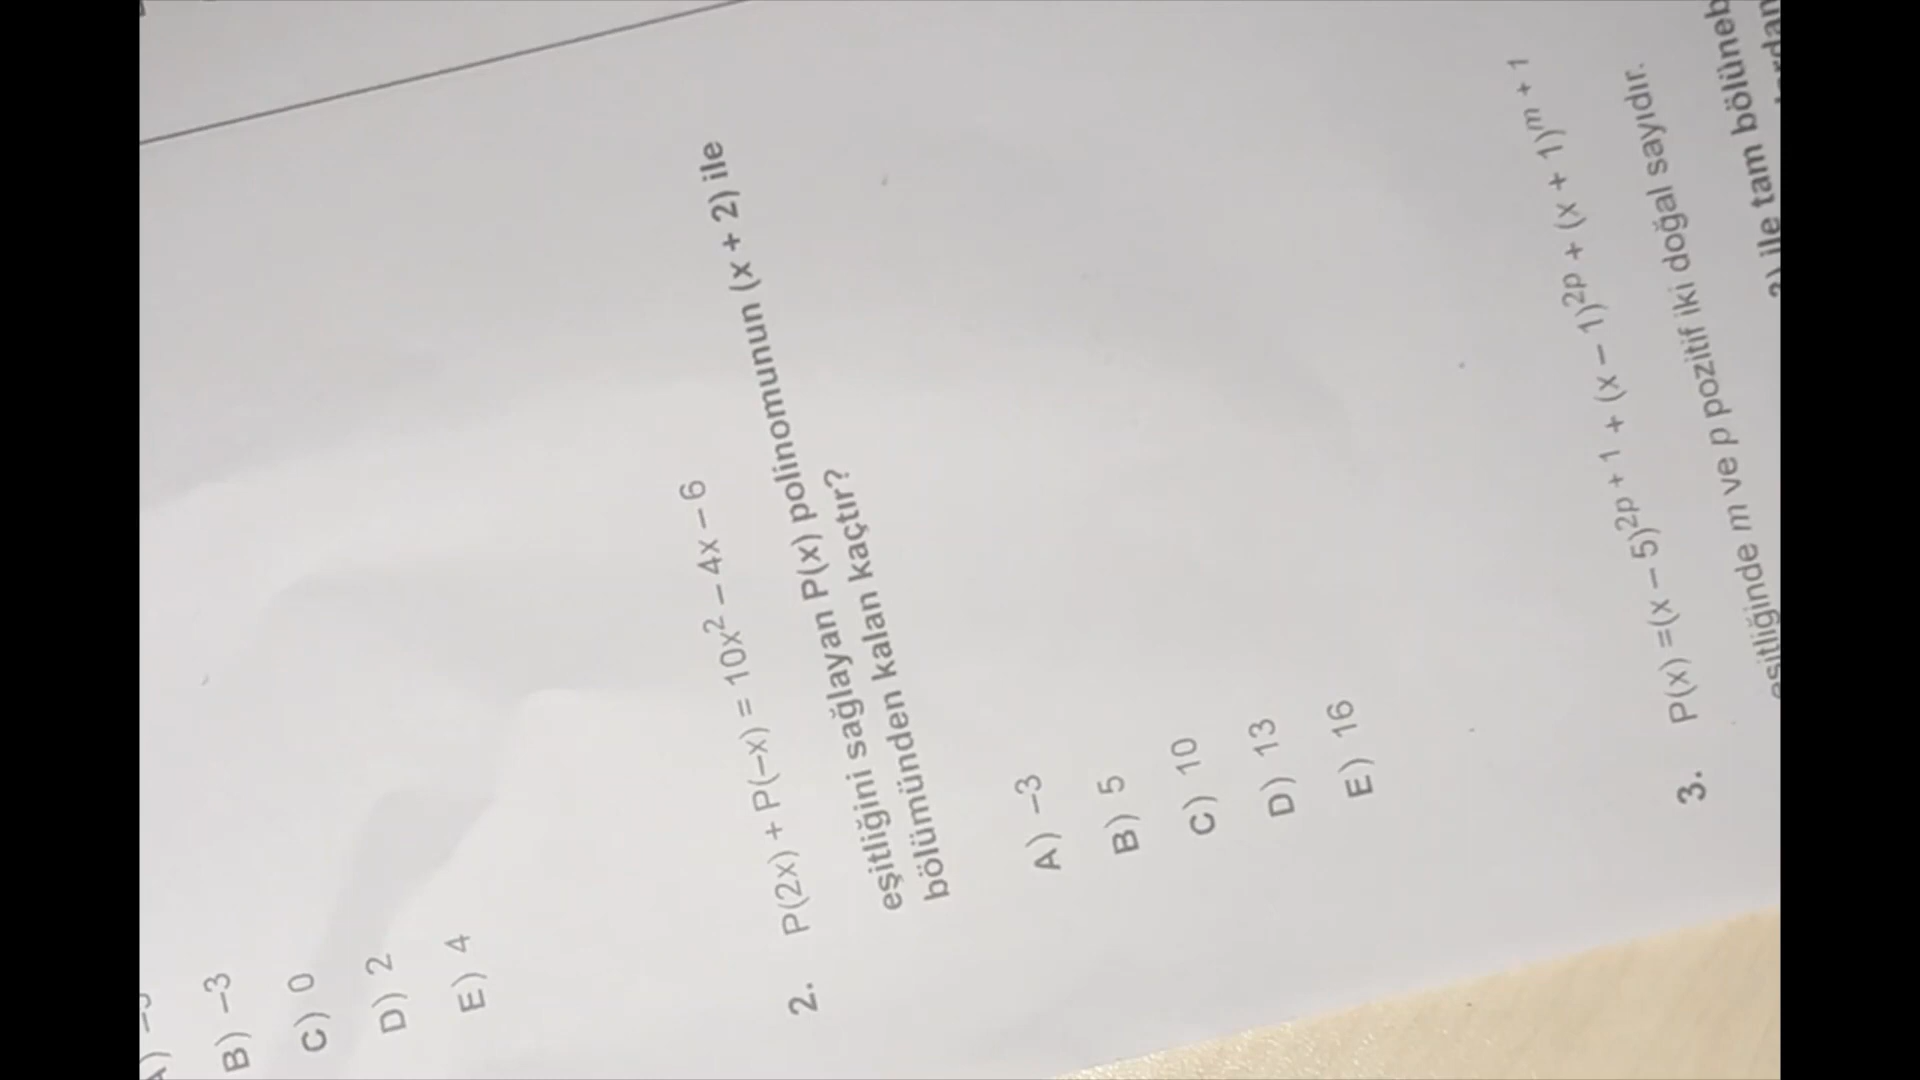 B) –3
C) 0
D) 2
E) 4
2. P(2x) + P(–x) = 10x² – 4x – 6
eşitliğini sağlayan P(x) polinomunun (x + 2) ile
bölümünden kalan kaçtır?
A) –3
B) 5
C) 10
D) 13
E) 16
3. P(x) =(x – 5)²ᵖ ⁺ ¹ + (x – 1)²ᵖ + (x + 1)ᵐ ⁺ ¹
eşitliğinde m ve p pozitif iki doğal sayıdır.
ile tam